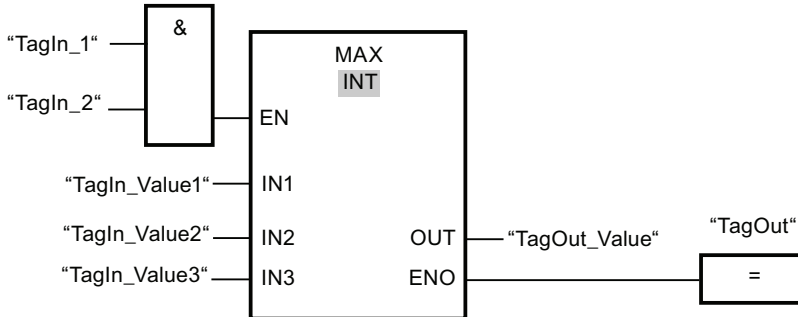 &
“TagIn_1“
MAX
INT
“TagIn_2“
EN
“TagIn_Value1“ IN1
“TagIn_Value2“ IN2 OUT “TagOut_Value“ “TagOut“
“TagIn_Value3“ IN3 ENO =